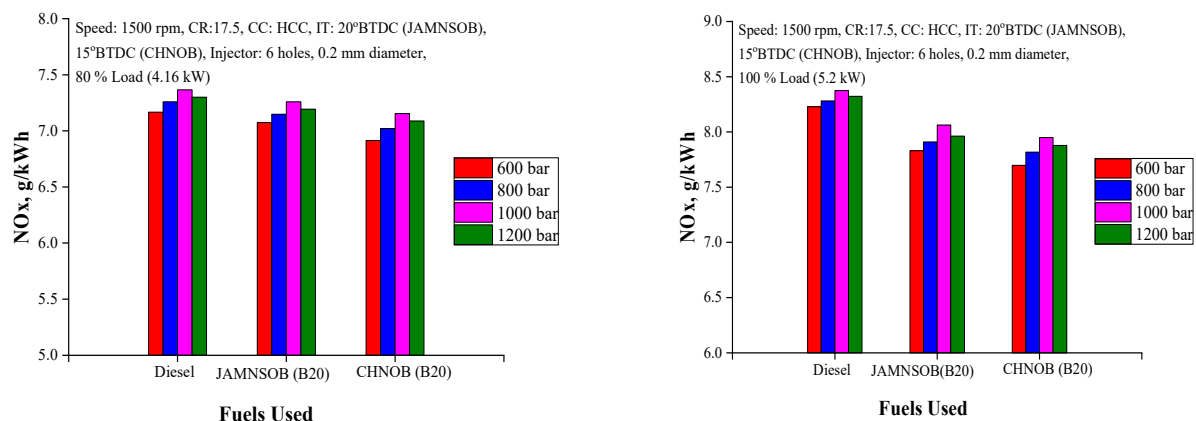 Speed: 1500 rpm, CR:17.5, CC: HCC, IT: 20°BTDC (JAMNSOB),
15°BTDC (CHNOB), Injector: 6 holes, 0.2 mm diameter,
80 % Load (4.16 kW)
8.0
7.5
7.0
6.5
6.0
5.5
5.0
NOx, g/kWh
600 bar
800 bar
1000 bar
1200 bar
Diesel
JAMNSOB (B20)
CHNOB (B20)
Fuels Used
Speed: 1500 rpm, CR:17.5, CC: HCC, IT: 20°BTDC (JAMNSOB),
15°BTDC (CHNOB), Injector: 6 holes, 0.2 mm diameter,
100 % Load (5.2 kW)
9.0
8.5
8.0
7.5
7.0
6.5
6.0
NOx, g/kWh
600 bar
800 bar
1000 bar
1200 bar
Diesel
JAMNSOB(B20)
CHNOB (B20)
Fuels Used